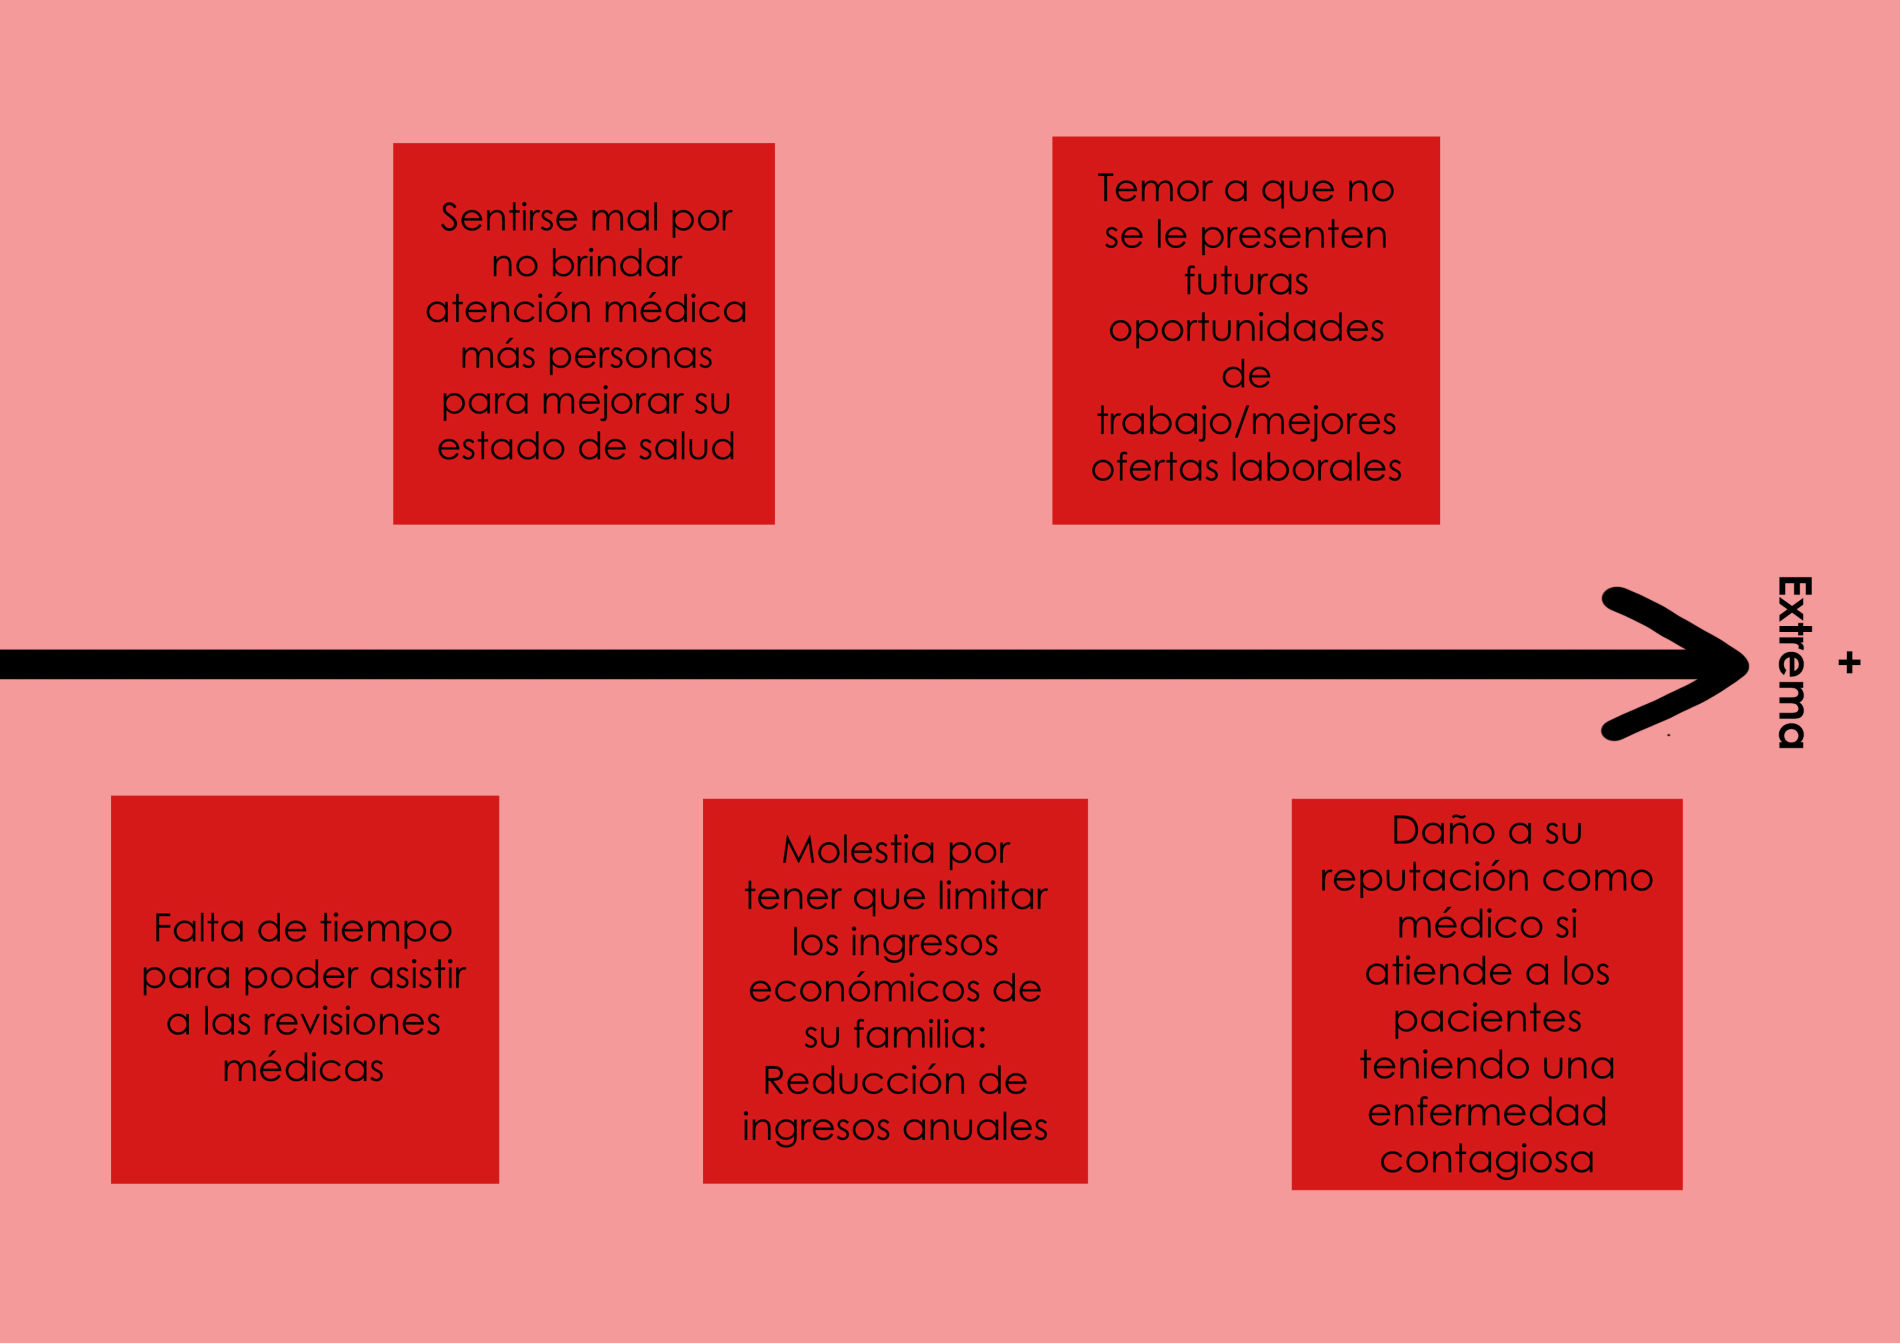 Sentirse mal por
no brindar
atención médica
más personas
para mejorar su
estado de salud
Temor a que no
se le presenten
futuras
oportunidades
de
trabajo/mejores
ofertas laborales
+
Extrema
Falta de tiempo
para poder asistir
a las revisiones
médicas
Molestia por
tener que limitar
los ingresos
económicos de
su familia:
Reducción de
ingresos anuales
Daño a su
reputación como
médico si
atiende a los
pacientes
teniendo una
enfermedad
contagiosa